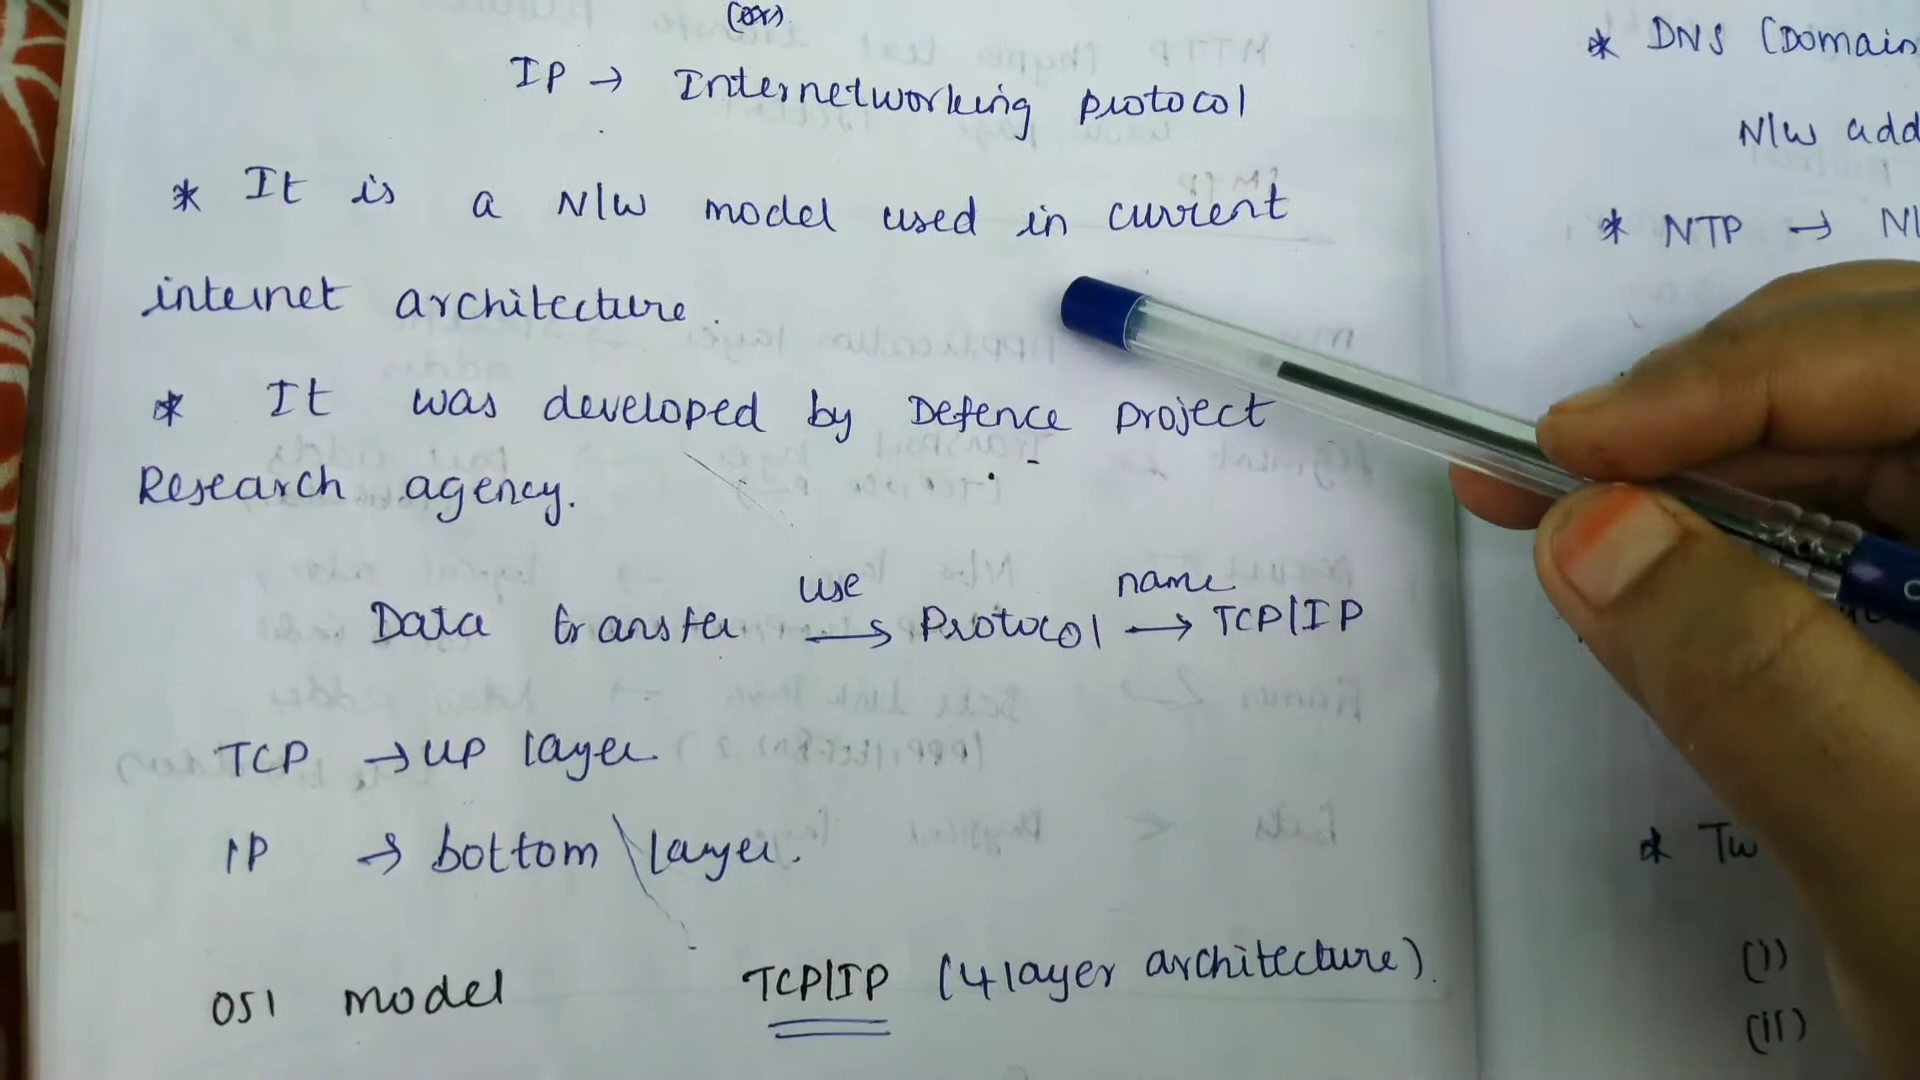 (or)
IP → Internetworking protocol
* It is a N/W model used in current
internet architecture.
* It was developed by Defence project
Research agency.
Data transfer use → Protocol name → TCP/IP
TCP → up layer
IP → bottom layer.
OSI model TCP/IP (4 layer architecture).
* DNS (Domain
N/W add
* NTP → N/
* Tw
(i)
(ii)